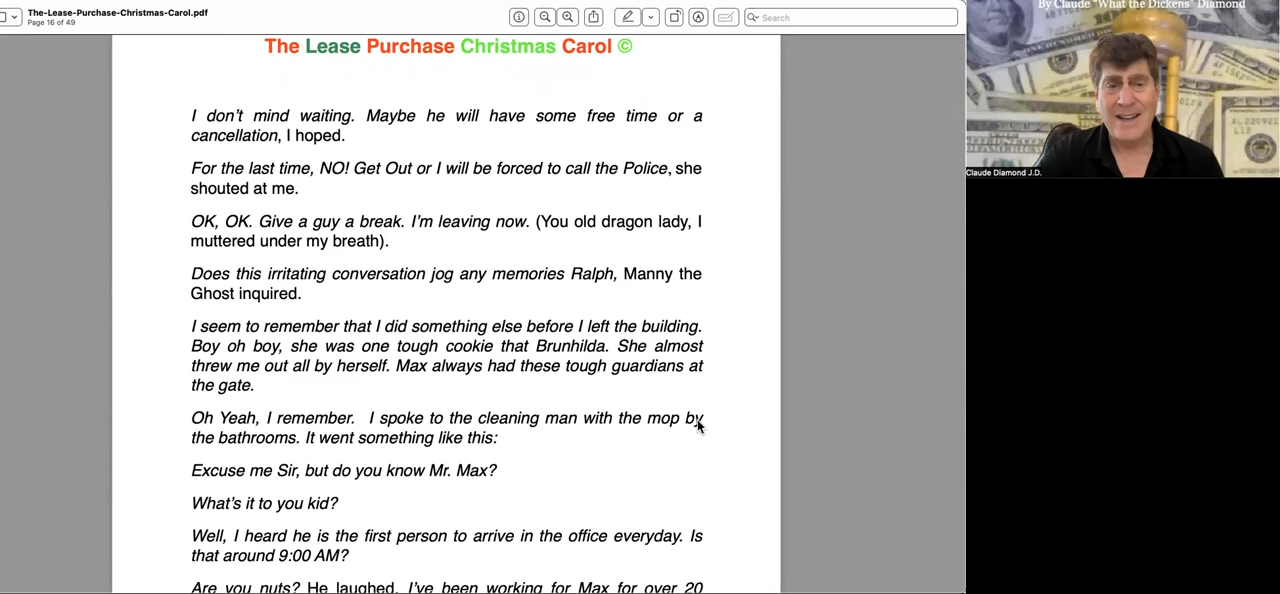 The-Lease-Purchase-Christmas-Carol.pdf
Page 16 of 49
Search
By Claude "What the Dickens" Diamond
The Lease Purchase Christmas Carol ©
I don't mind waiting. Maybe he will have some free time or a
cancellation, I hoped.
For the last time, NO! Get Out or I will be forced to call the Police, she
shouted at me.
OK, OK. Give a guy a break. I'm leaving now. (You old dragon lady, I
muttered under my breath).
Does this irritating conversation jog any memories Ralph, Manny the
Ghost inquired.
I seem to remember that I did something else before I left the building.
Boy oh boy, she was one tough cookie that Brunhilda. She almost
threw me out all by herself. Max always had these tough guardians at
the gate.
Oh Yeah, I remember. I spoke to the cleaning man with the mop by
the bathrooms. It went something like this:
Excuse me Sir, but do you know Mr. Max?
What's it to you kid?
Well, I heard he is the first person to arrive in the office everyday. Is
that around 9:00 AM?
Are you nuts? He laughed. I've been working for Max for over 20
Claude Diamond J.D.